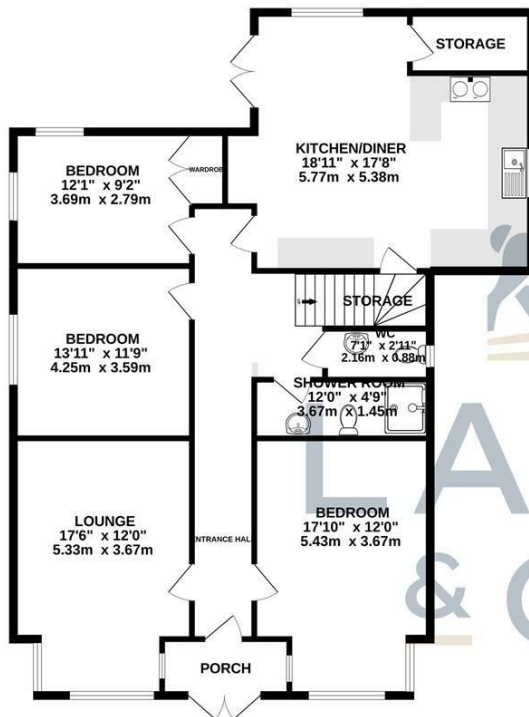 STORAGE
KITCHEN/DINER
18'11" x 17'8"
5.77m x 5.38m
BEDROOM
12'1" x 9'2"
3.69m x 2.79m
WARDROBE
BEDROOM
13'11" x 11'9"
4.25m x 3.59m
STORAGE
WC
7'1" x 2'11"
2.16m x 0.88m
SHOWER ROOM
12'0" x 4'9"
3.67m x 1.45m
LOUNGE
17'6" x 12'0"
5.33m x 3.67m
BEDROOM
17'10" x 12'0"
5.43m x 3.67m
ENTRANCE HALL
PORCH
LA
& C